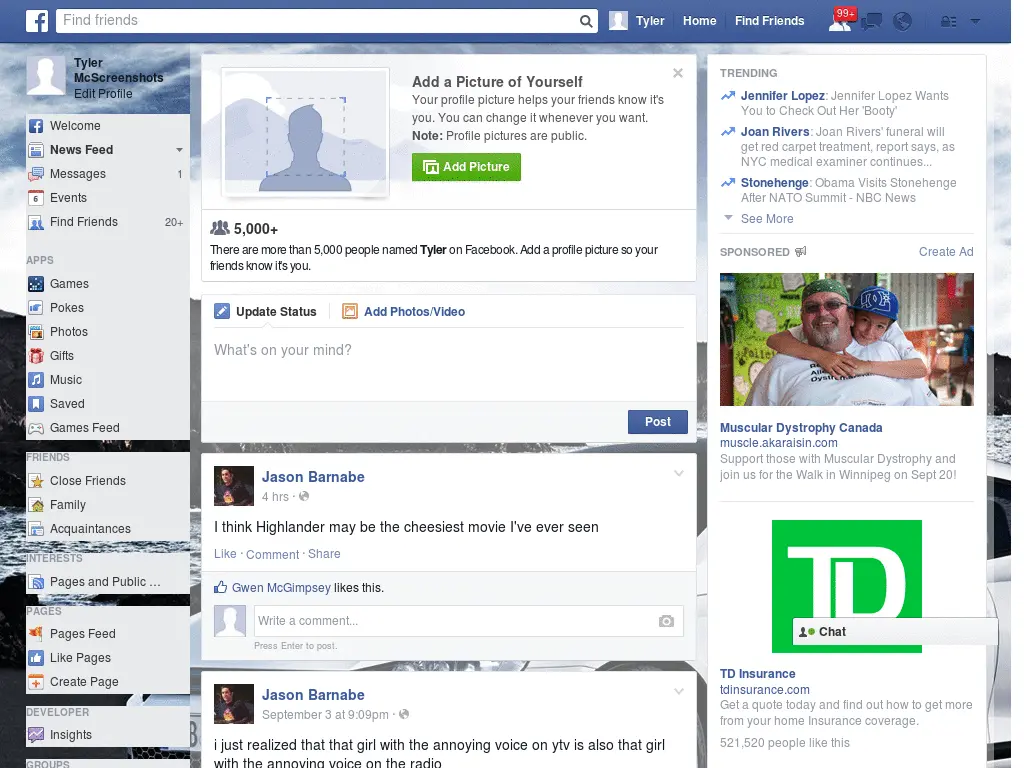 Find friends
Tyler
Home
Find Friends
99+
Tyler
McScreenshots
Edit Profile
Welcome
News Feed
Messages 1
6 Events
Find Friends 20+
APPS
Games
Pokes
Photos
Gifts
Music
Saved
Games Feed
FRIENDS
Close Friends
Family
Acquaintances
INTERESTS
Pages and Public ...
PAGES
Pages Feed
Like Pages
Create Page
DEVELOPER
Insights
GROUPS
Add a Picture of Yourself
Your profile picture helps your friends know it's
you. You can change it whenever you want.
Note: Profile pictures are public.
Add Picture
5,000+
There are more than 5,000 people named Tyler on Facebook. Add a profile picture so your
friends know it's you.
Update Status
Add Photos/Video
What's on your mind?
Post
Jason Barnabe
4 hrs ·
I think Highlander may be the cheesiest movie I've ever seen
Like · Comment · Share
Gwen McGimpsey likes this.
Write a comment...
Press Enter to post.
Jason Barnabe
September 3 at 9:09pm ·
i just realized that that girl with the annoying voice on ytv is also that girl
with the annoying voice on the radio
TRENDING
Jennifer Lopez: Jennifer Lopez Wants
You to Check Out Her 'Booty'
Joan Rivers: Joan Rivers' funeral will
get red carpet treatment, report says, as
NYC medical examiner continues...
Stonehenge: Obama Visits Stonehenge
After NATO Summit - NBC News
See More
SPONSORED
Create Ad
Muscular Dystrophy Canada
muscle.akaraisin.com
Support those with Muscular Dystrophy and
join us for the Walk in Winnipeg on Sept 20!
TD
Chat
TD Insurance
tdinsurance.com
Get a quote today and find out how to get more
from your home Insurance coverage.
521,520 people like this